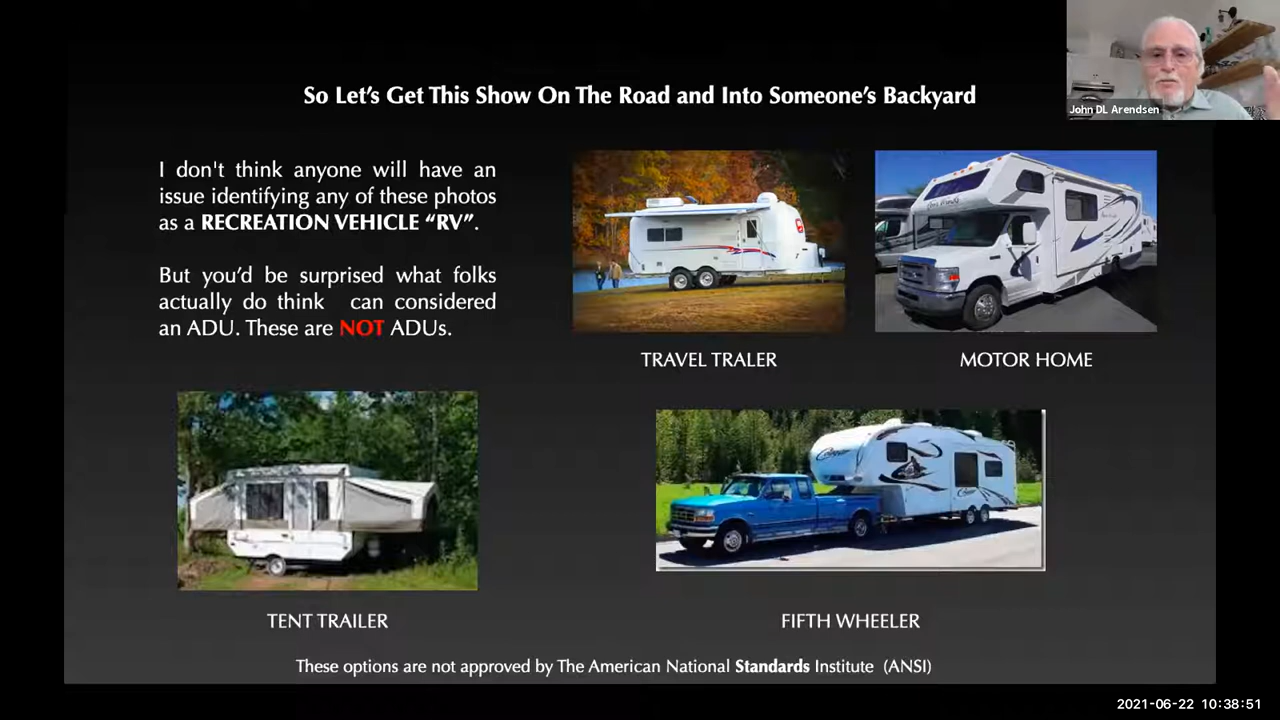 So Let's Get This Show On The Road and Into Someone's Backyard
John DL Arendsen
I don't think anyone will have an
issue identifying any of these photos
as a RECREATION VEHICLE “RV”.
But you'd be surprised what folks
actually do think can considered
an ADU. These are NOT ADUs.
TRAVEL TRALER
MOTOR HOME
TENT TRAILER
FIFTH WHEELER
These options are not approved by The American National Standards Institute (ANSI)
2021-06-22 10:38:51